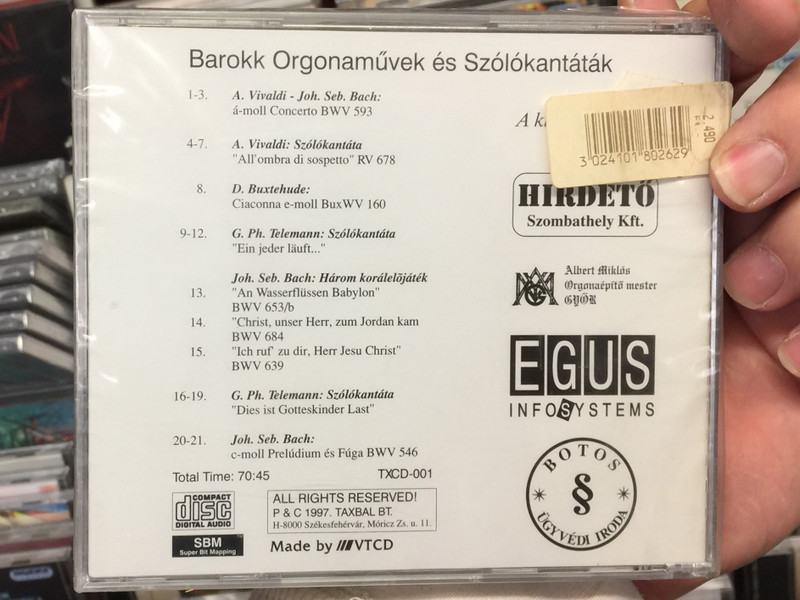 Barokk Orgonaművek és Szólókantáták
1-3. A. Vivaldi - Joh. Seb. Bach:
á-moll Concerto BWV 593
4-7. A. Vivaldi: Szólókantáta
"All'ombra di sospetto" RV 678
8. D. Buxtehude:
Ciaconna e-moll BuxWV 160
9-12. G. Ph. Telemann: Szólókantáta
"Ein jeder läuft..."
Joh. Seb. Bach: Három korálelőjáték
13. "An Wasserflüssen Babylon"
BWV 653/b
14. "Christ, unser Herr, zum Jordan kam
BWV 684
15. "Ich ruf' zu dir, Herr Jesu Christ"
BWV 639
16-19. G. Ph. Telemann: Szólókantáta
"Dies ist Gotteskinder Last"
20-21. Joh. Seb. Bach:
c-moll Prelúdium és Fúga BWV 546
Total Time: 70:45
TXCD-001
COMPACT
disc
DIGITAL AUDIO
SBM
Super Bit Mapping
ALL RIGHTS RESERVED!
P & C 1997. TAXBAL BT.
H-8000 Székesfehérvár, Móricz Zs. u. 11.
Made by VTCD
A
2.490
3 024101 802629
HIRDETŐ
Szombathely Kft.
Albert Miklós
Orgonaépítő mester
GYŐR
EGUS
INFOSYSTEMS
BOTOS
§
ÜGYVÉDI IRODA